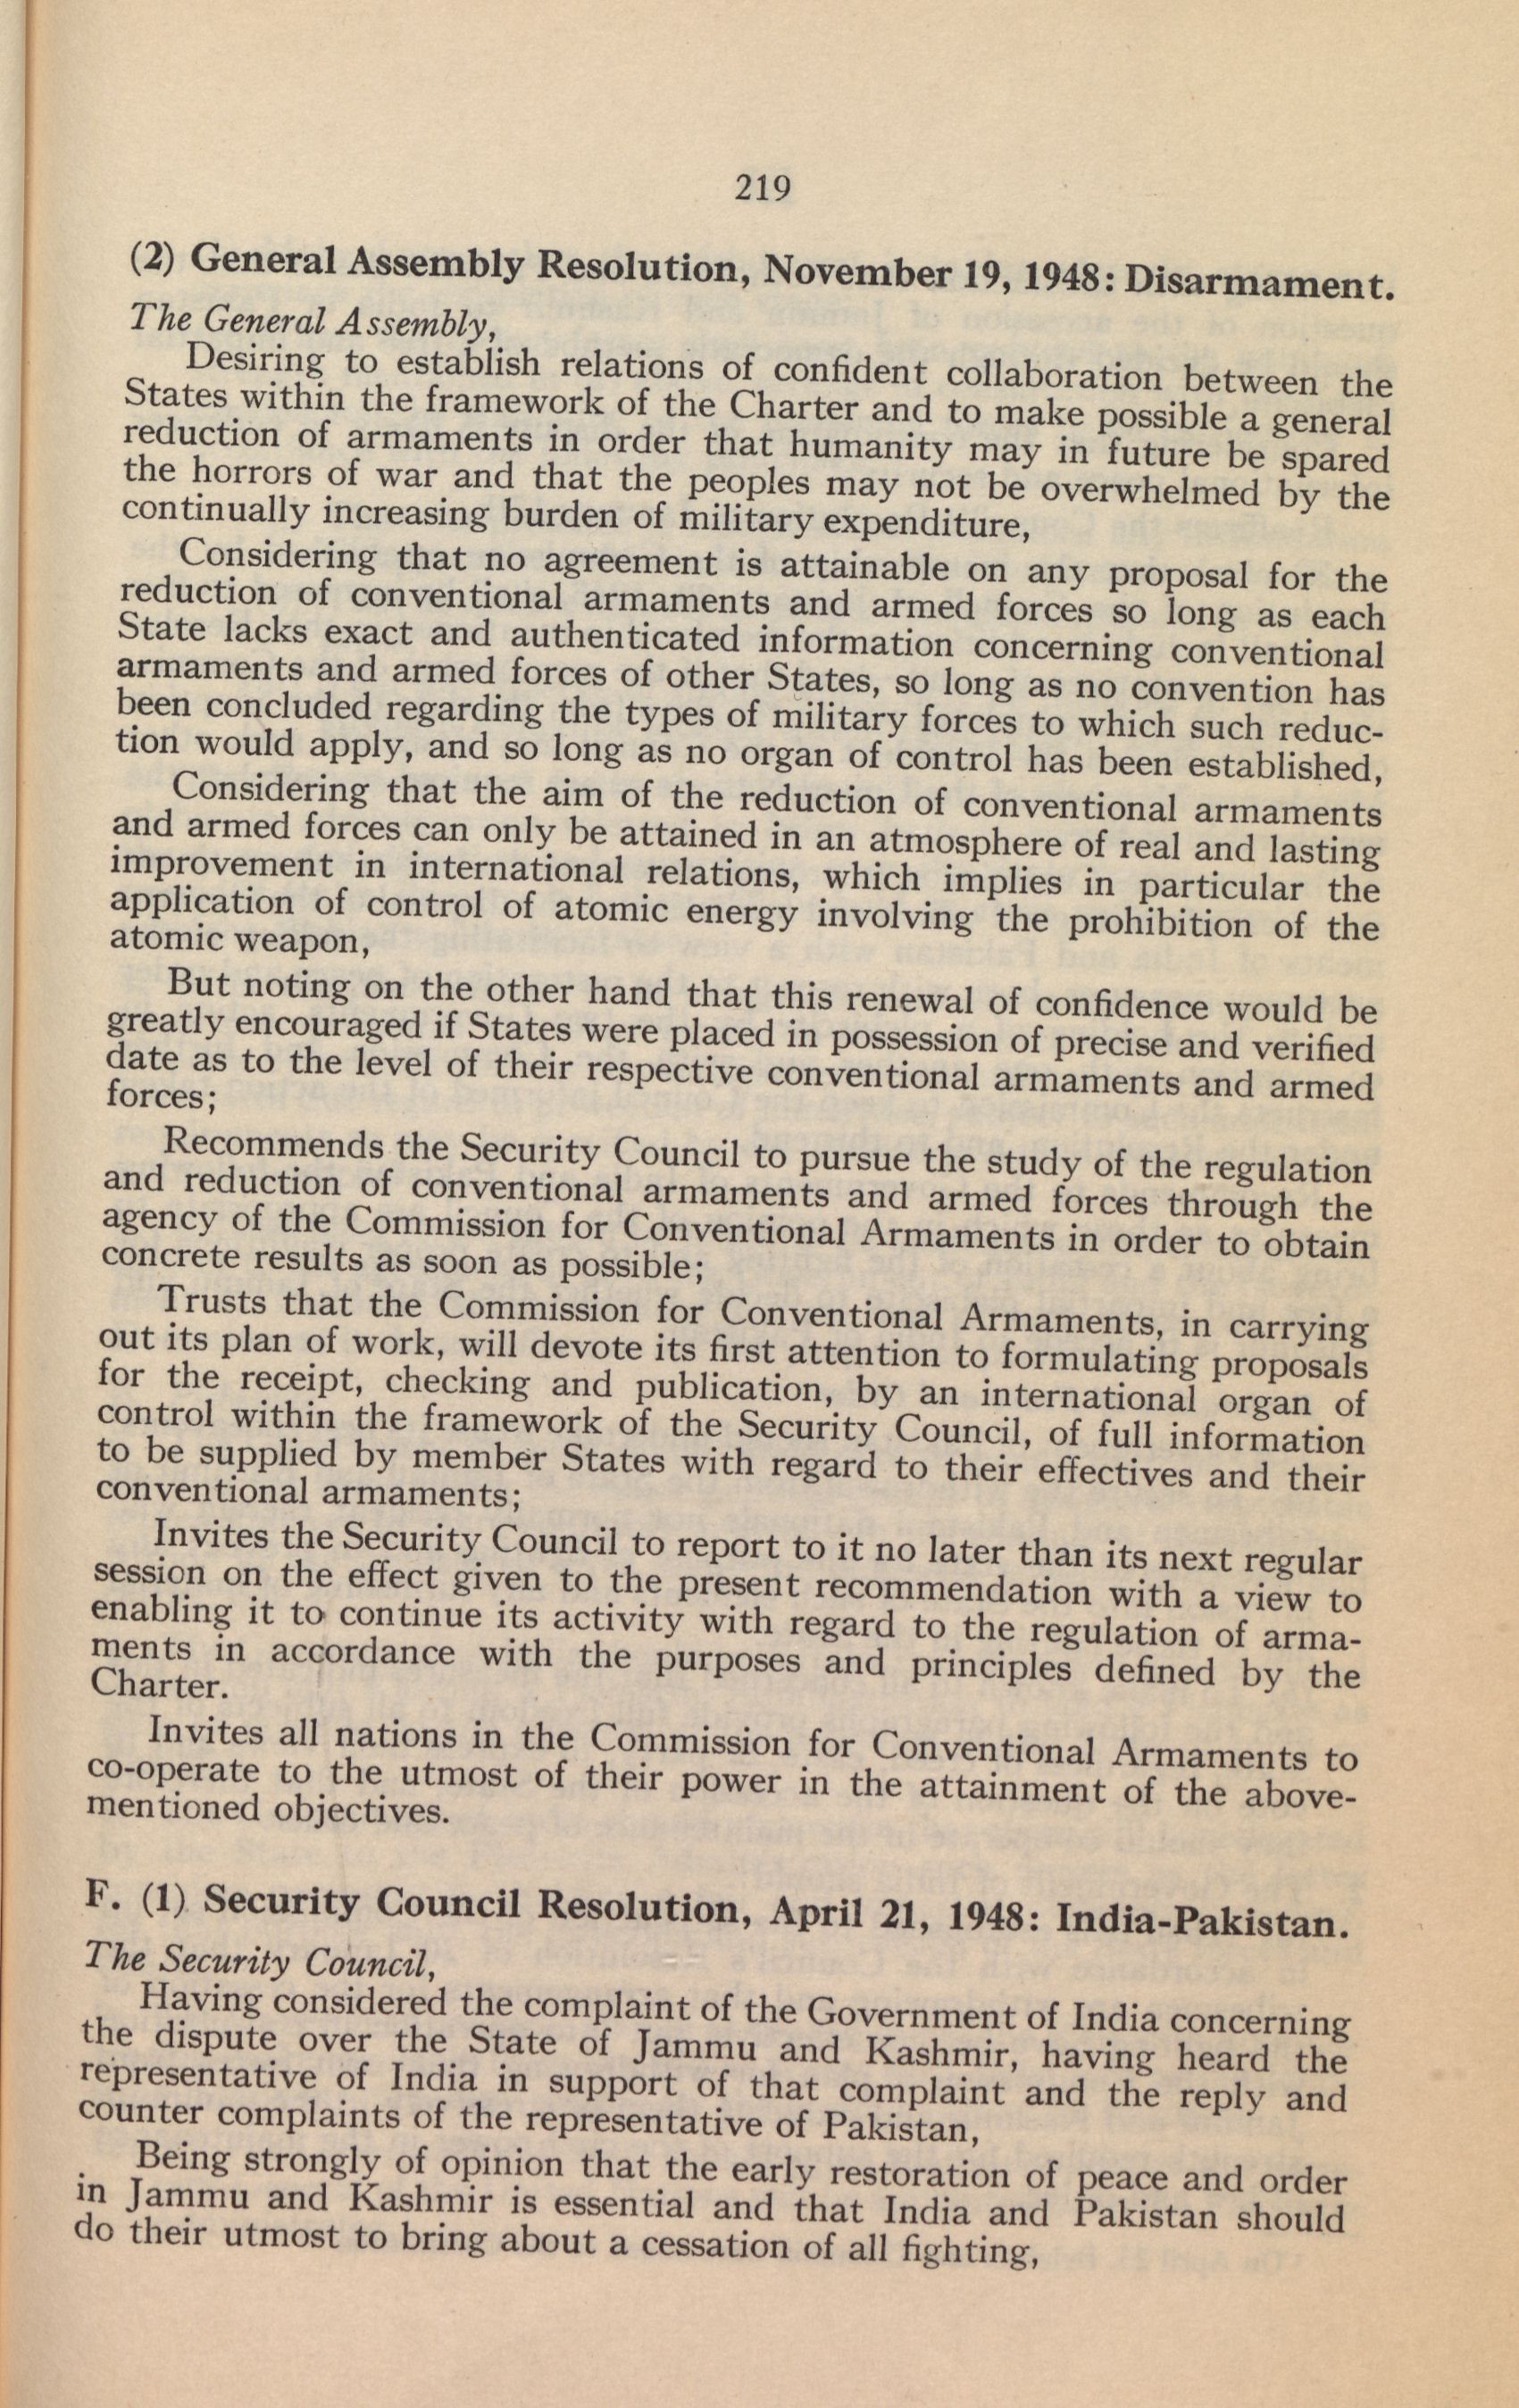 219
(2) General Assembly Resolution, November 19, 1948: Disarmament.
The General Assembly,
Desiring to establish relations of confident collaboration between the
States within the framework of the Charter and to make possible a general
reduction of armaments in order that humanity may in future be spared
the horrors of war and that the peoples may not be overwhelmed by the
continually increasing burden of military expenditure,
Considering that no agreement is attainable on any proposal for the
reduction of conventional armaments and armed forces so long as each
State lacks exact and authenticated information concerning conventional
armaments and armed forces of other States, so long as no convention has
been concluded regarding the types of military forces to which such reduc-
tion would apply, and so long as no organ of control has been established,
Considering that the aim of the reduction of conventional armaments
and armed forces can only be attained in an atmosphere of real and lasting
improvement in international relations, which implies in particular the
application of control of atomic energy involving the prohibition of the
atomic weapon,
But noting on the other hand that this renewal of confidence would be
greatly encouraged if States were placed in possession of precise and verified
date as to the level of their respective conventional armaments and armed
forces;
Recommends the Security Council to pursue the study of the regulation
and reduction of conventional armaments and armed forces through the
agency of the Commission for Conventional Armaments in order to obtain
concrete results as soon as possible;
Trusts that the Commission for Conventional Armaments, in carrying
out its plan of work, will devote its first attention to formulating proposals
for the receipt, checking and publication, by an international organ of
control within the framework of the Security Council, of full information
to be supplied by member States with regard to their effectives and their
conventional armaments;
Invites the Security Council to report to it no later than its next regular
session on the effect given to the present recommendation with a view to
enabling it to continue its activity with regard to the regulation of arma-
ments in accordance with the purposes and principles defined by the
Charter.
Invites all nations in the Commission for Conventional Armaments to
co-operate to the utmost of their power in the attainment of the above-
mentioned objectives.
F. (1) Security Council Resolution, April 21, 1948: India-Pakistan.
The Security Council,
Having considered the complaint of the Government of India concerning
the dispute over the State of Jammu and Kashmir, having heard the
representative of India in support of that complaint and the reply and
counter complaints of the representative of Pakistan,
Being strongly of opinion that the early restoration of peace and order
in Jammu and Kashmir is essential and that India and Pakistan should
do their utmost to bring about a cessation of all fighting,